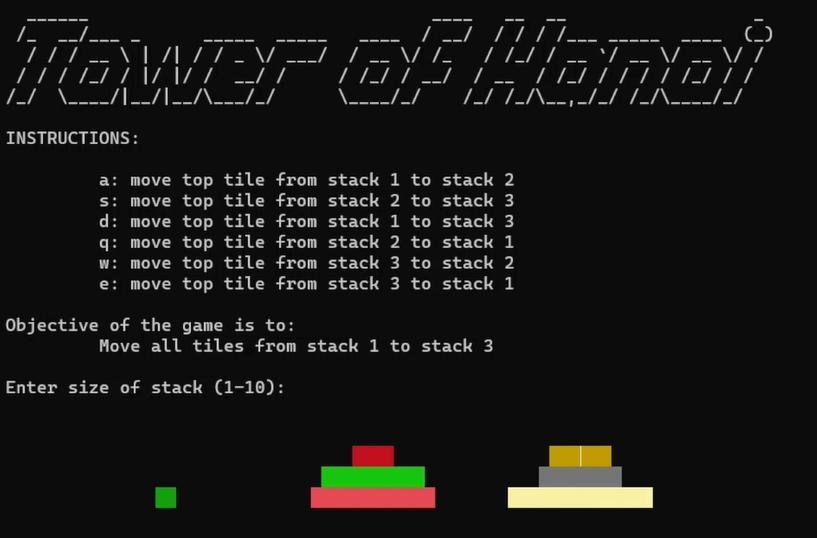 Tower of Hanoi
INSTRUCTIONS:
a: move top tile from stack 1 to stack 2
s: move top tile from stack 2 to stack 3
d: move top tile from stack 1 to stack 3
q: move top tile from stack 2 to stack 1
w: move top tile from stack 3 to stack 2
e: move top tile from stack 3 to stack 1
Objective of the game is to:
Move all tiles from stack 1 to stack 3
Enter size of stack (1-10):